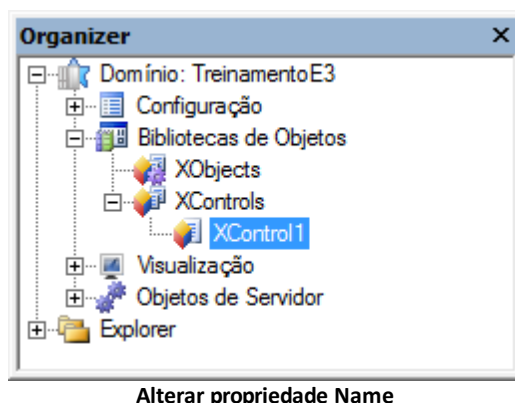 Organizer
Domínio: TreinamentoE3
Configuração
Bibliotecas de Objetos
XObjects
XControls
XControl1
Visualização
Objetos de Servidor
Explorer
Alterar propriedade Name